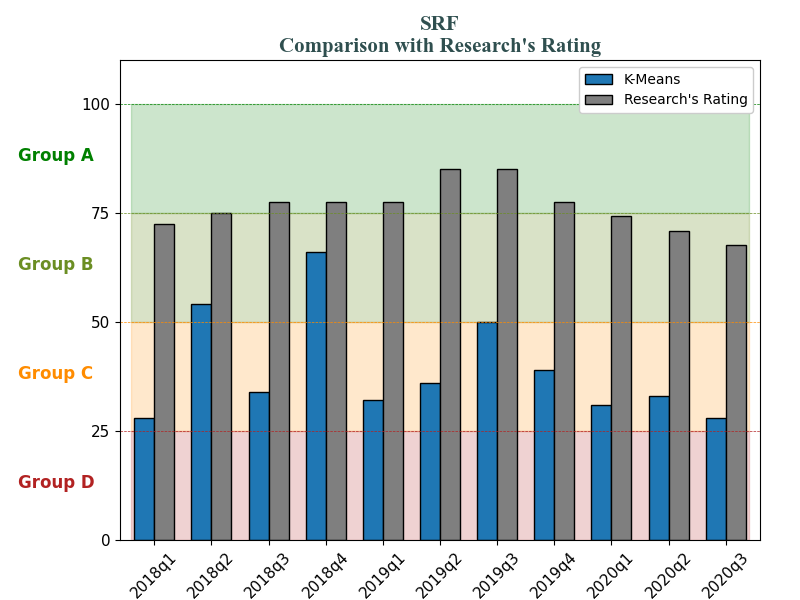 SRF
Comparison with Research's Rating
K-Means
Research's Rating
100
Group A
75
Group B
50
Group C
25
Group D
0
2018q1 2018q2 2018q3 2018q4 2019q1 2019q2 2019q3 2019q4 2020q1 2020q2 2020q3